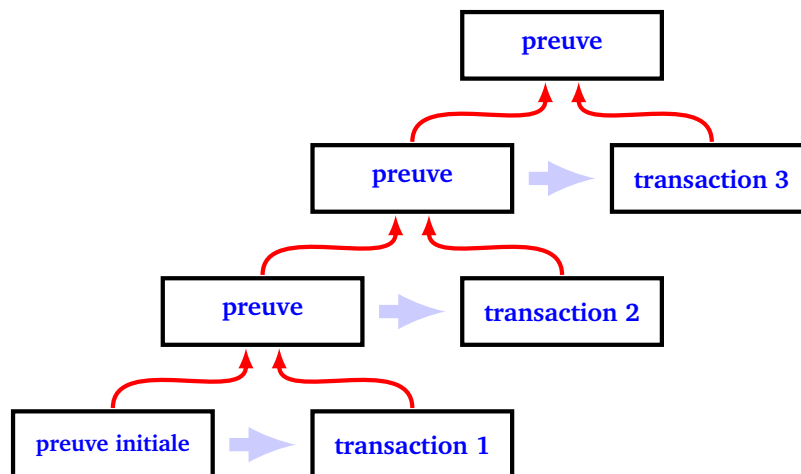 preuve
preuve
transaction 3
preuve
transaction 2
preuve initiale
transaction 1